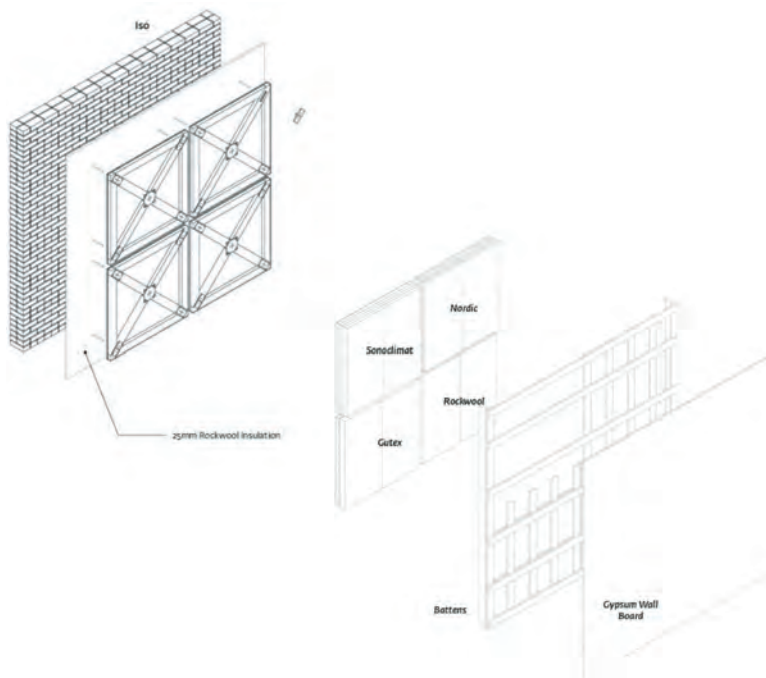 Iso
Nordic
Sonoclimat
Rockwool
Gutex
25mm Rockwool Insulation
Battens
Gypsum Wall
Board